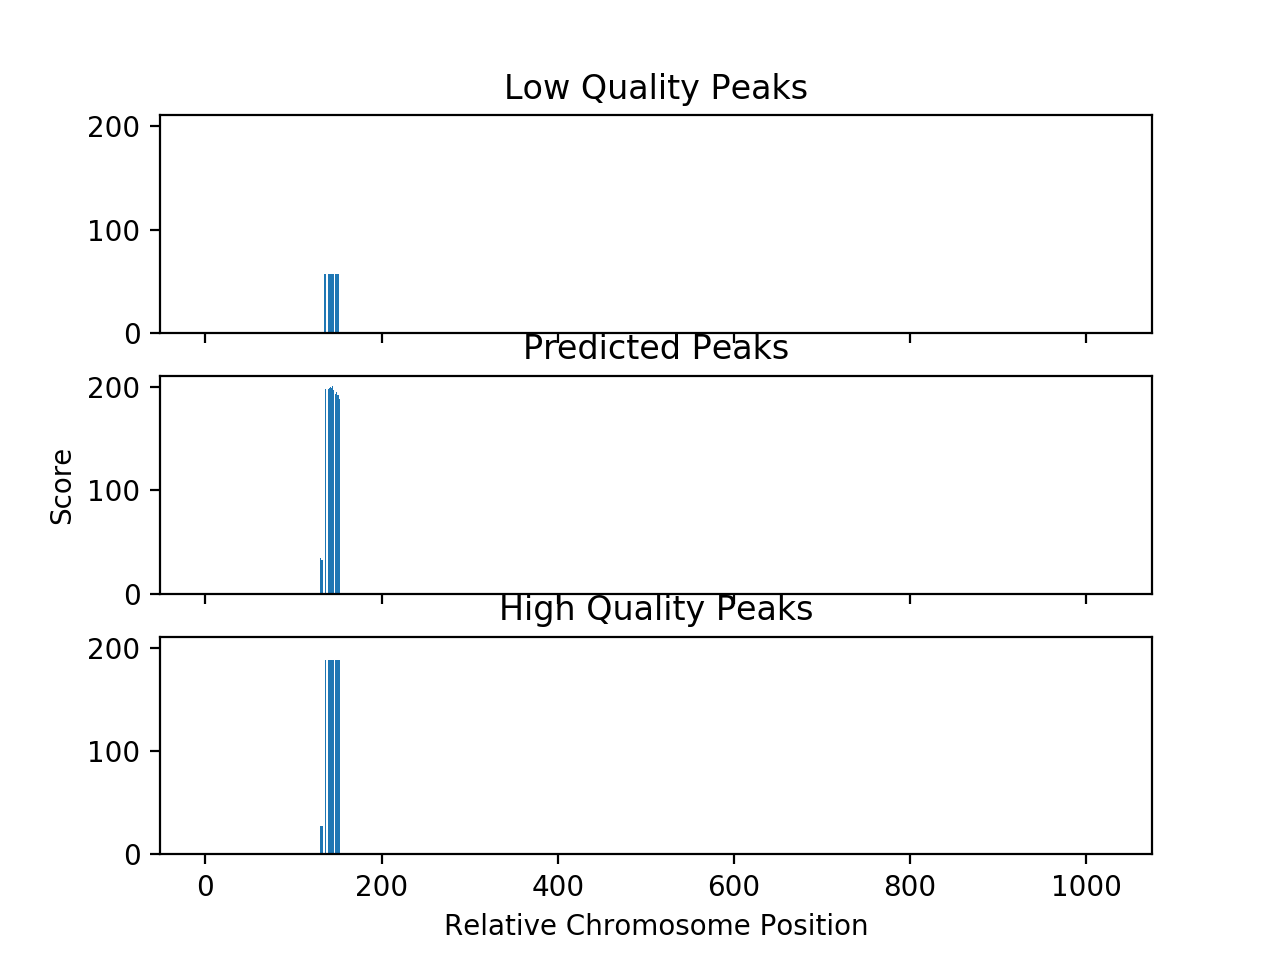 Low Quality Peaks
200
100
0
Predicted Peaks
200
100
0
Score
High Quality Peaks
200
100
0
0 200 400 600 800 1000
Relative Chromosome Position